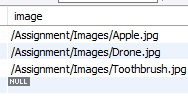 image
/Assignment/Images/Apple.jpg
/Assignment/Images/Drone.jpg
/Assignment/Images/Toothbrush.jpg
NULL